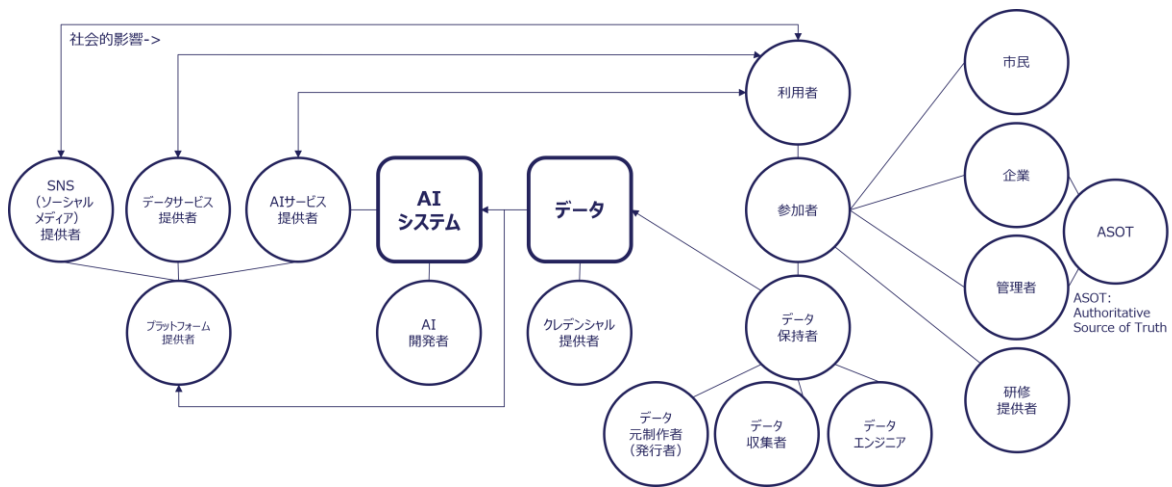 社会的影響->
利用者
市民
SNS
（ソーシャル
メディア）
提供者
データサービス
提供者
AIサービス
提供者
AI
システム
データ
参加者
企業
ASOT
管理者
ASOT:
Authoritative
Source of Truth
プラットフォーム
提供者
AI
開発者
クレデンシャル
提供者
データ
保持者
研修
提供者
データ
元制作者
（発行者）
データ
収集者
データ
エンジニア